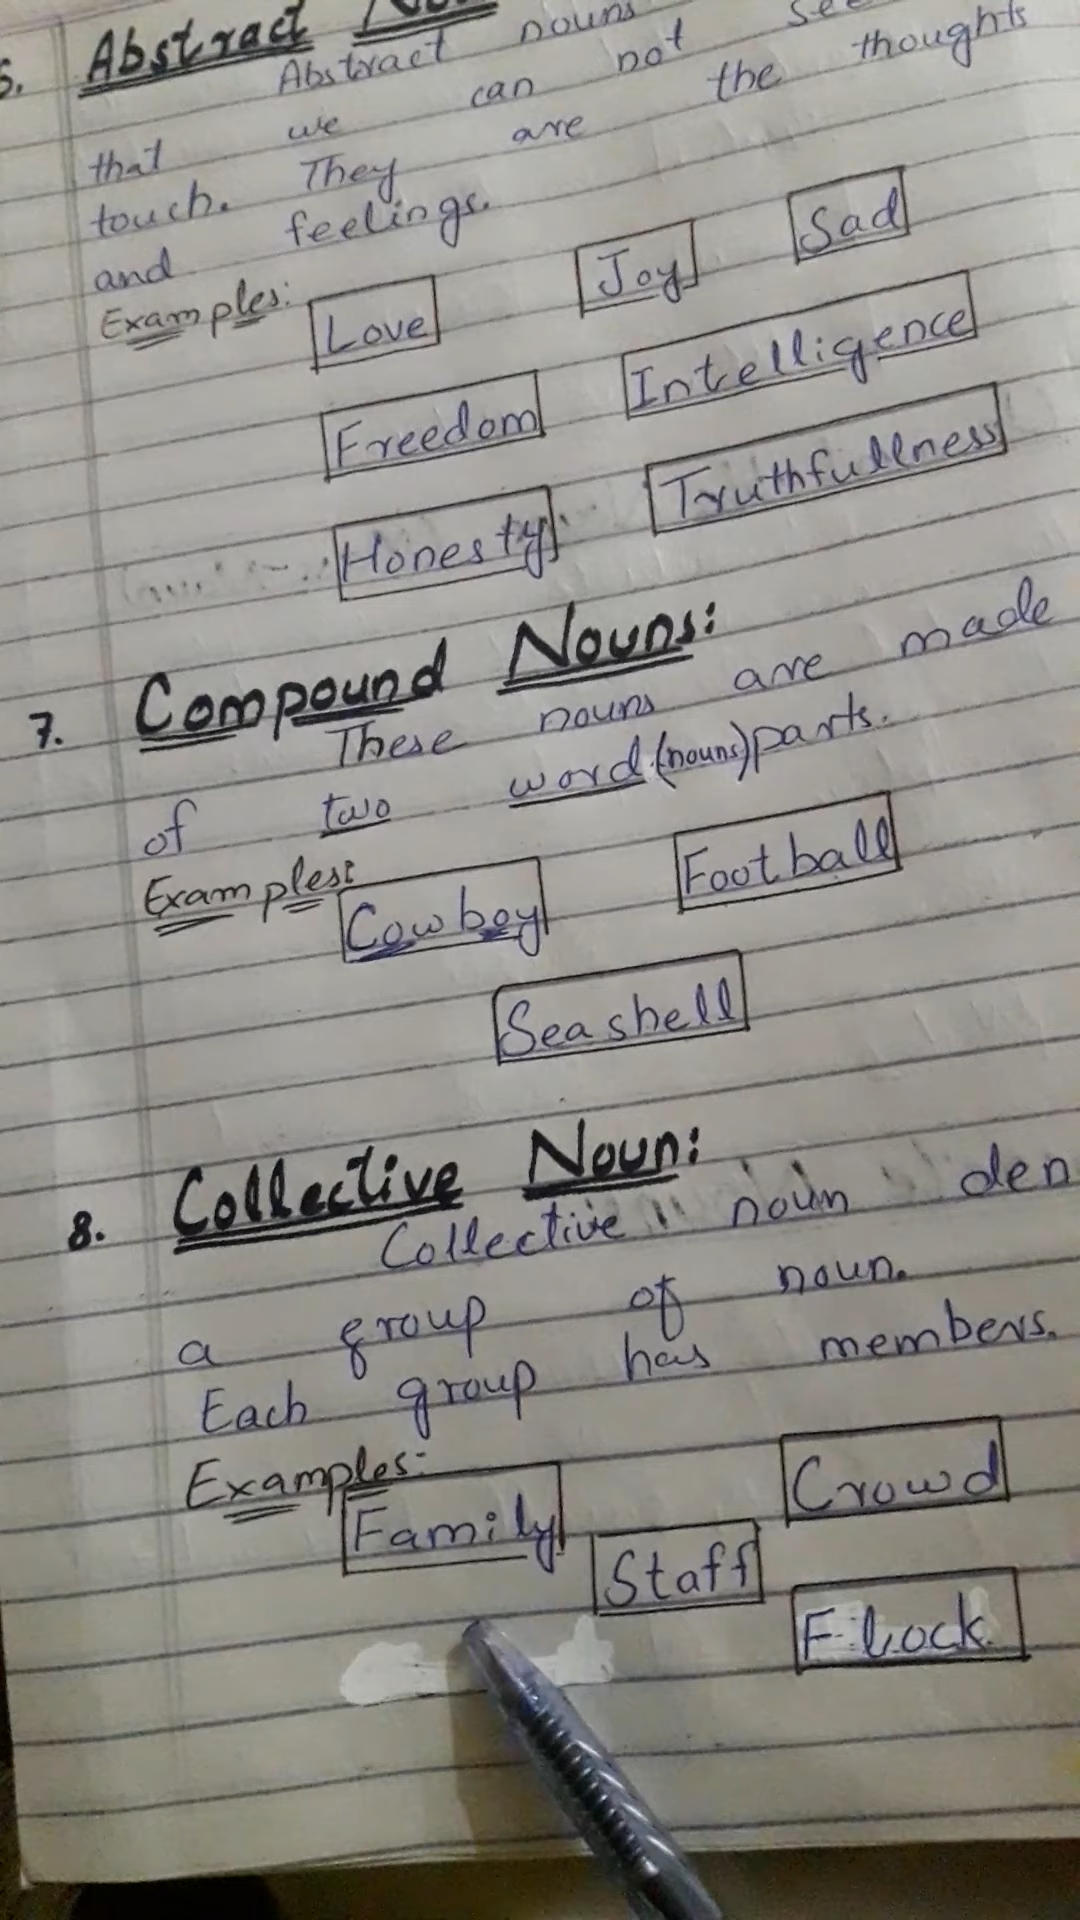 6. Abstract
Abstract nouns
that we can not see
touch. They are the thoughts
and feelings.
Examples: Love Joy Sad
Freedom Intelligence
Honesty Truthfullness
7. Compound Nouns:
These nouns are made
of two word (nouns) parts.
Examples: Cowboy Football
Seashell
8. Collective Noun:
Collective noun den
a group of noun.
Each group has members.
Examples: Family Crowd
Staff
Flock